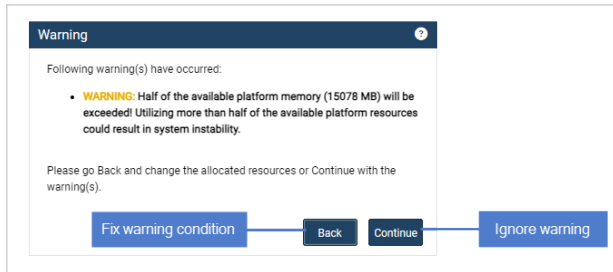 Warning
?
Following warning(s) have occurred:
• WARNING: Half of the available platform memory (15078 MB) will be
exceeded! Utilizing more than half of the available platform resources
could result in system instability.
Please go Back and change the allocated resources or Continue with the
warning(s).
Fix warning condition
Back
Continue
Ignore warning